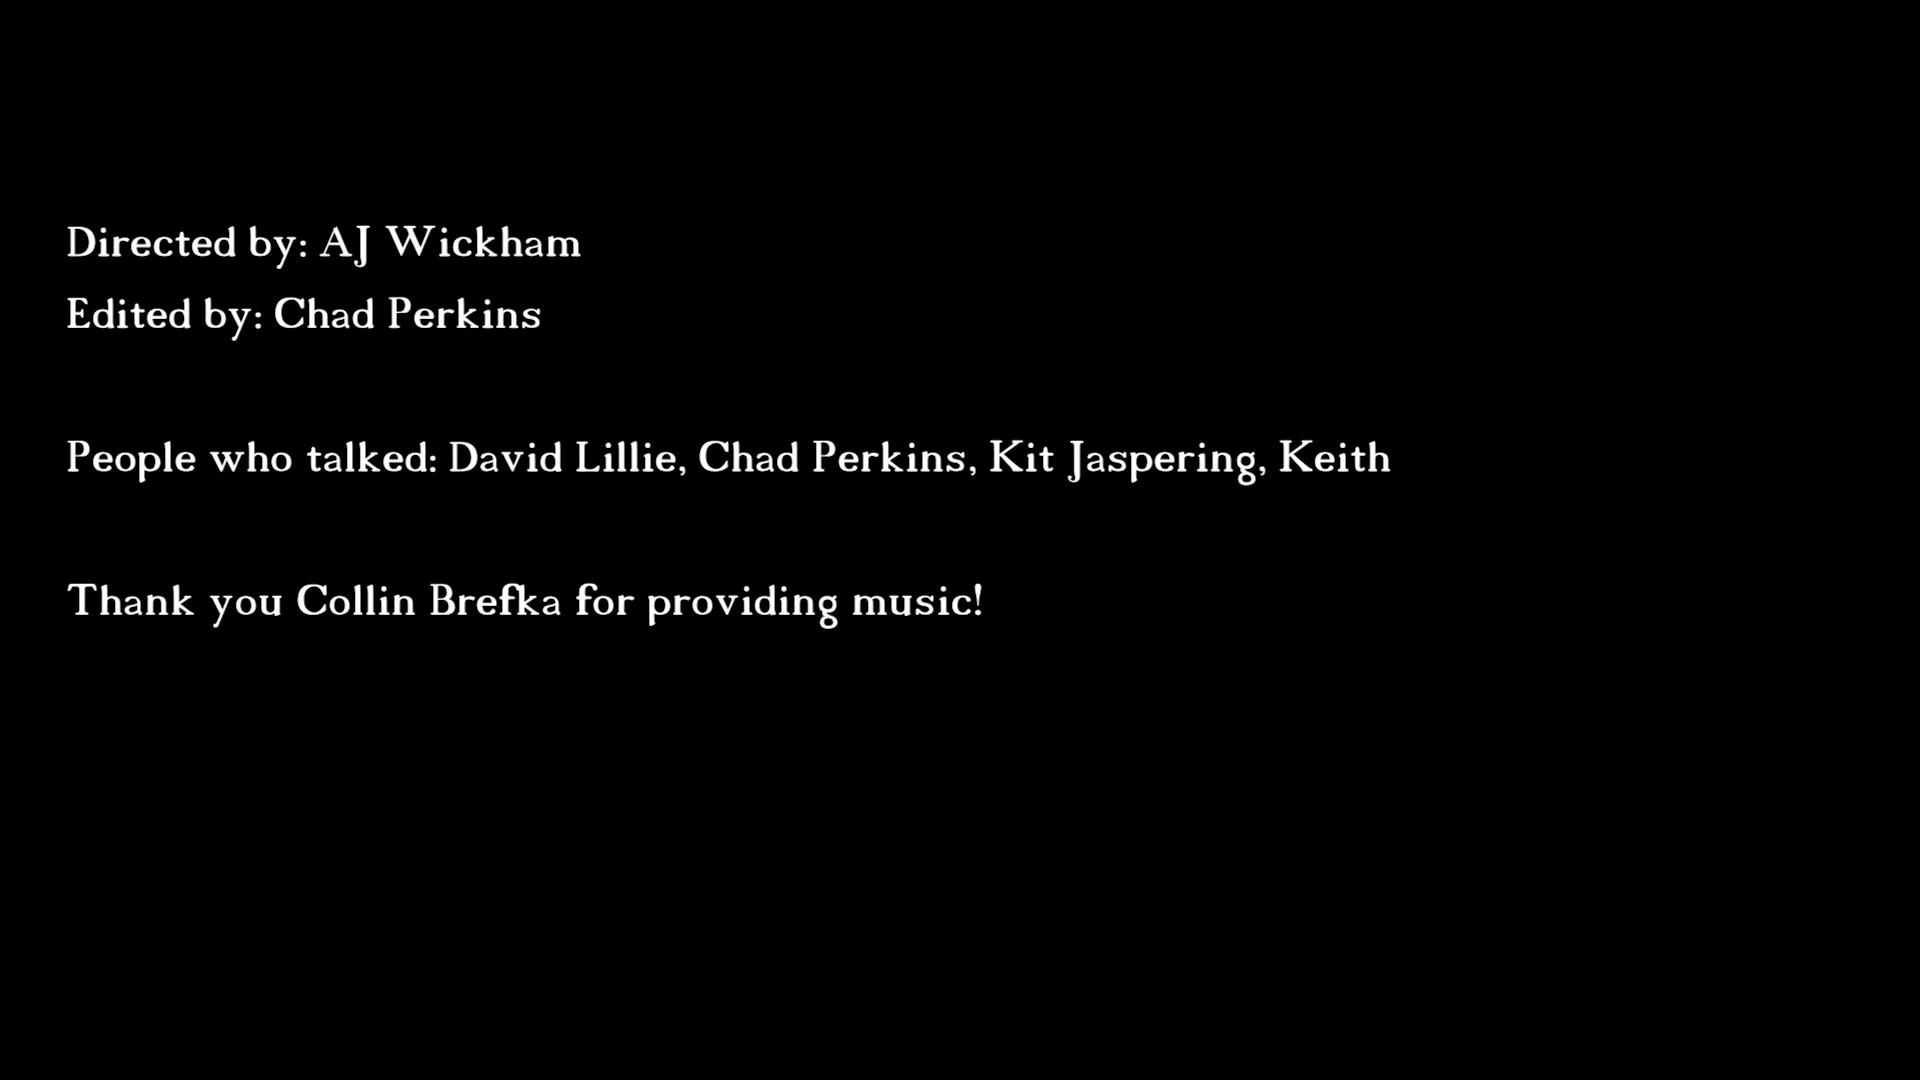 Directed by: AJ Wickham
Edited by: Chad Perkins
People who talked: David Lillie, Chad Perkins, Kit Jaspering, Keith
Thank you Collin Brefka for providing music!